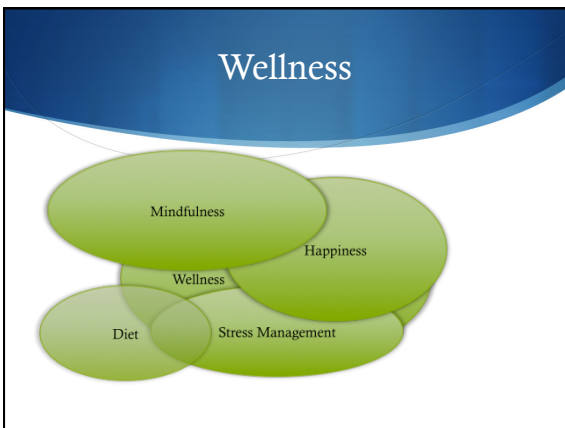 Wellness
Mindfulness
Happiness
Wellness
Diet
Stress Management